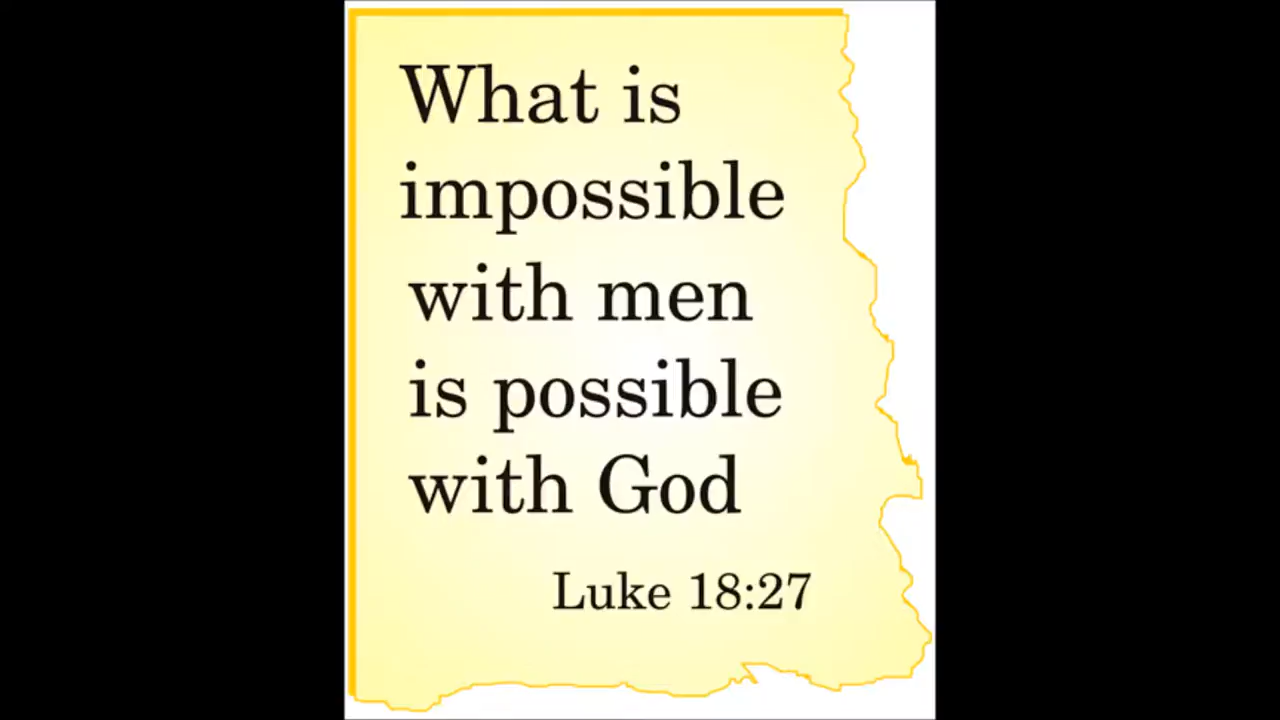 What is
impossible
with men
is possible
with God
Luke 18:27